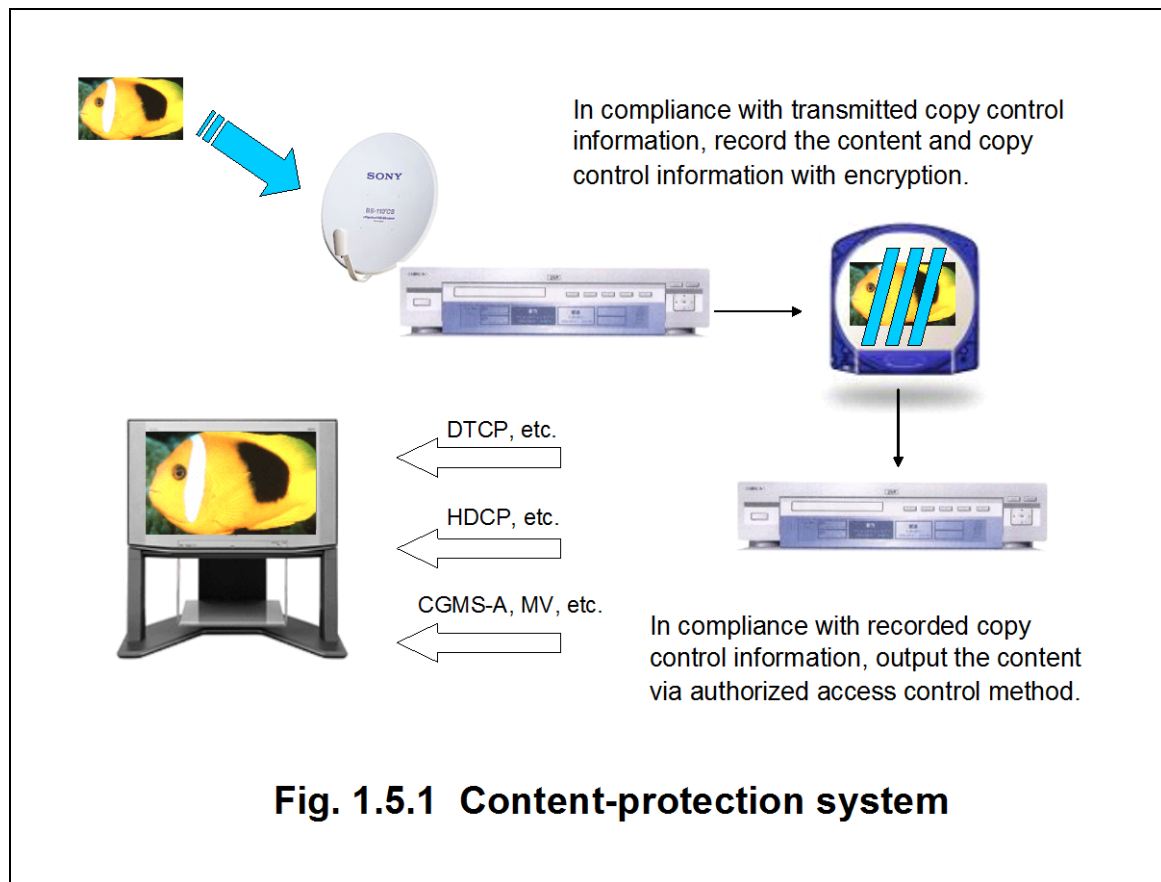 In compliance with transmitted copy control
information, record the content and copy
control information with encryption.
SONY
DTCP, etc.
HDCP, etc.
CGMS-A, MV, etc.
In compliance with recorded copy
control information, output the content
via authorized access control method.
Fig. 1.5.1 Content-protection system